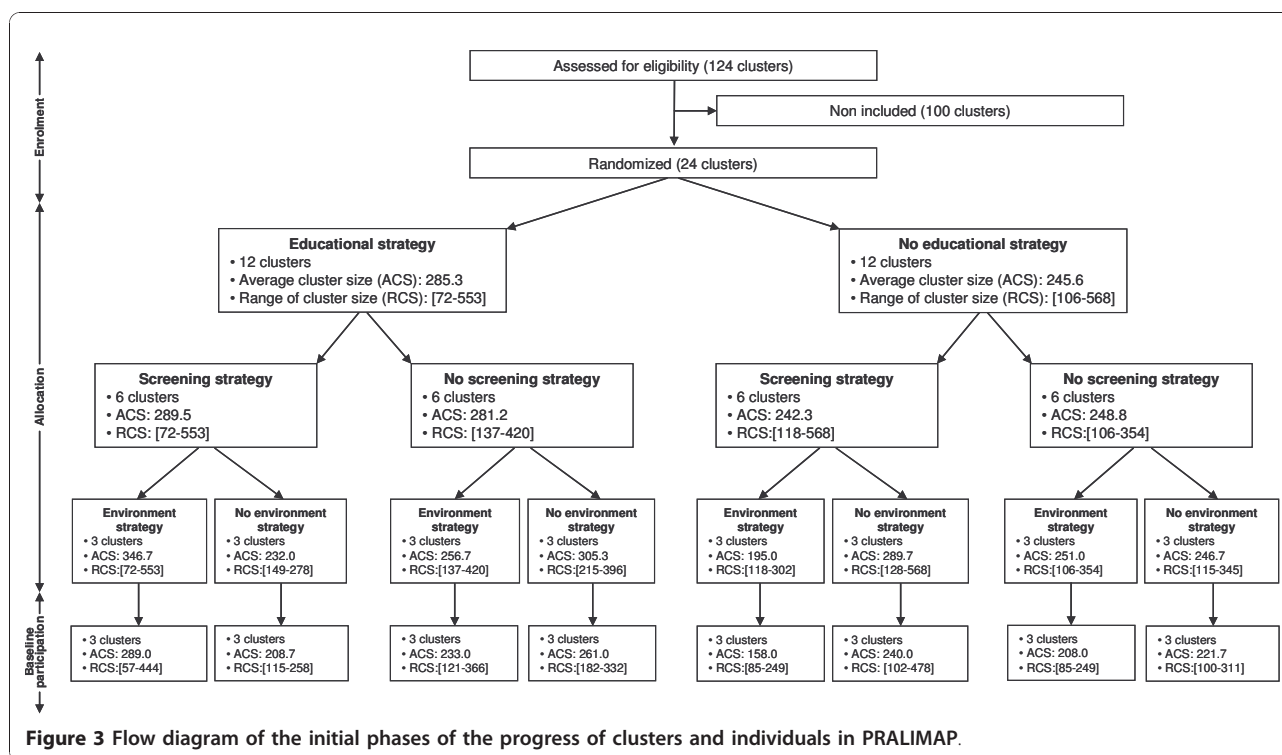 Enrolment
Assessed for eligibility (124 clusters)
Non included (100 clusters)
Randomized (24 clusters)
Allocation
Educational strategy
• 12 clusters
• Average cluster size (ACS): 285.3
• Range of cluster size (RCS): [72-553]
No educational strategy
• 12 clusters
• Average cluster size (ACS): 245.6
• Range of cluster size (RCS): [106-568]
Screening strategy
• 6 clusters
• ACS: 289.5
• RCS: [72-553]
No screening strategy
• 6 clusters
• ACS: 281.2
• RCS: [137-420]
Screening strategy
• 6 clusters
• ACS: 242.3
• RCS:[118-568]
No screening strategy
• 6 clusters
• ACS: 248.8
• RCS:[106-354]
Environment
strategy
• 3 clusters
• ACS: 346.7
• RCS:[72-553]
No environment
strategy
• 3 clusters
• ACS: 232.0
• RCS:[149-278]
Environment
strategy
• 3 clusters
• ACS: 256.7
• RCS:[137-420]
No environment
strategy
• 3 clusters
• ACS: 305.3
• RCS:[215-396]
Environment
strategy
• 3 clusters
• ACS: 195.0
• RCS:[118-302]
No environment
strategy
• 3 clusters
• ACS: 289.7
• RCS: [128-568]
Environment
strategy
• 3 clusters
• ACS: 251.0
• RCS:[106-354]
No environment
strategy
• 3 clusters
• ACS: 246.7
• RCS:[115-345]
Baseline
participation
• 3 clusters
• ACS: 289.0
• RCS:[57-444]
• 3 clusters
• ACS: 208.7
• RCS:[115-258]
• 3 clusters
• ACS: 233.0
• RCS:[121-366]
• 3 clusters
• ACS: 261.0
• RCS:[182-332]
• 3 clusters
• ACS: 158.0
• RCS:[85-249]
• 3 clusters
• ACS: 240.0
• RCS: [102-478]
• 3 clusters
• ACS: 208.0
• RCS:[85-249]
• 3 clusters
• ACS: 221.7
• RCS:[100-311]
Figure 3 Flow diagram of the initial phases of the progress of clusters and individuals in PRALIMAP.